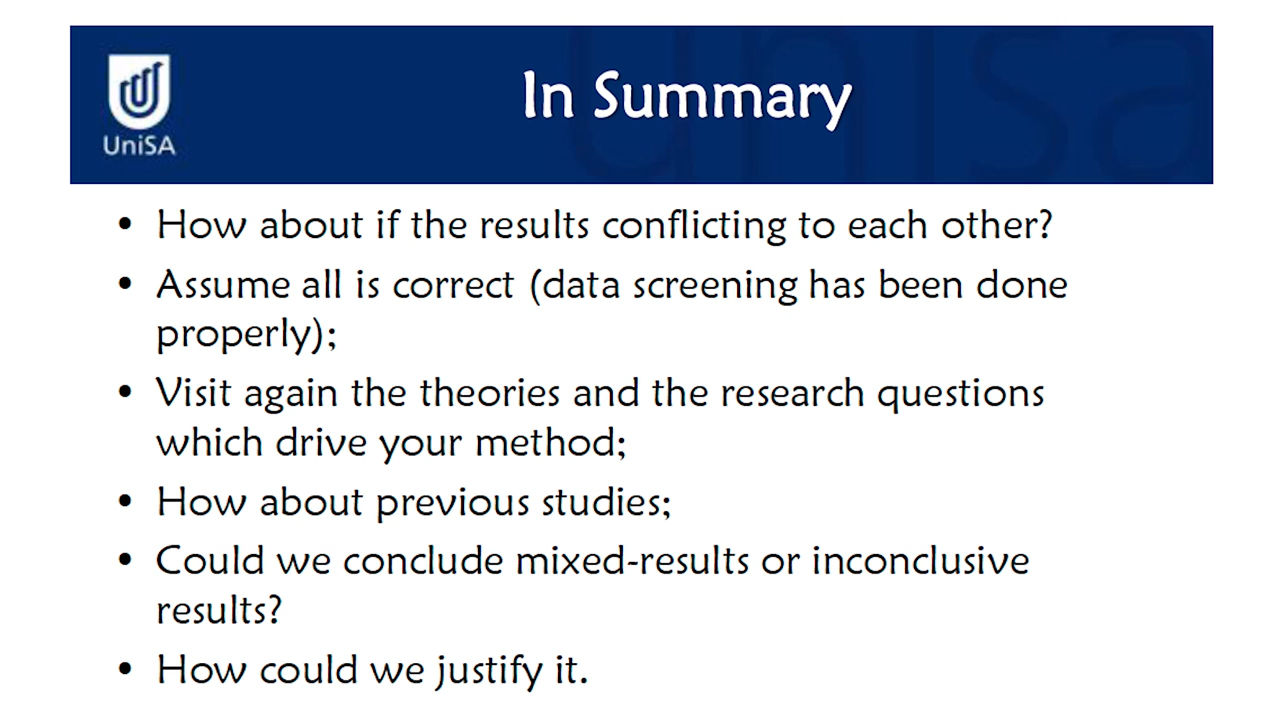 UniSA
In Summary
• How about if the results conflicting to each other?
• Assume all is correct (data screening has been done
properly);
• Visit again the theories and the research questions
which drive your method;
• How about previous studies;
• Could we conclude mixed-results or inconclusive
results?
• How could we justify it.
unisa